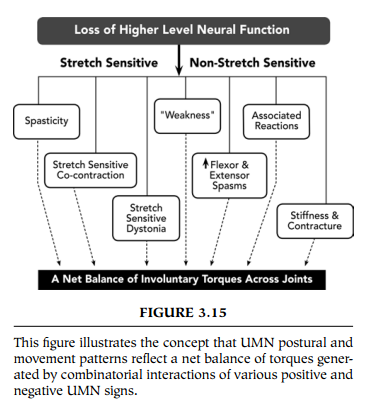 Loss of Higher Level Neural Function
Stretch Sensitive
Non-Stretch Sensitive
Spasticity
"Weakness"
Associated
Reactions
Stretch Sensitive
Co-contraction
Flexor &
Extensor
Spasms
Stretch
Sensitive
Dystonia
Stiffness &
Contracture
A Net Balance of Involuntary Torques Across Joints
FIGURE 3.15
This figure illustrates the concept that UMN postural and
movement patterns reflect a net balance of torques gener-
ated by combinatorial interactions of various positive and
negative UMN signs.